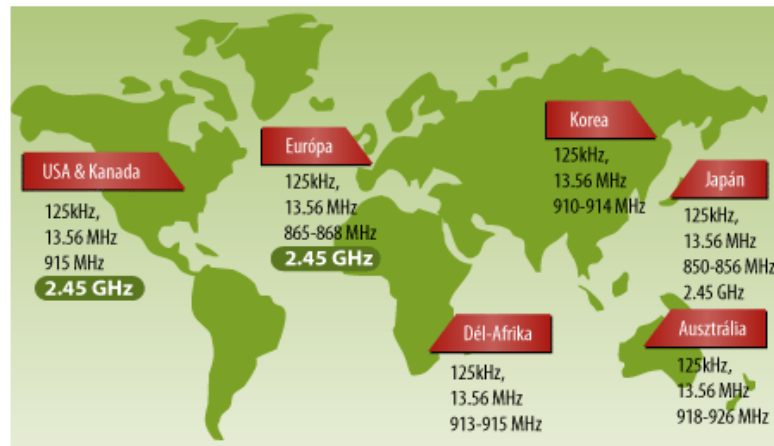 USA & Kanada
125kHz,
13.56 MHz
915 MHz
2.45 GHz
Európa
125kHz,
13.56 MHz
865-868 MHz
2.45 GHz
Korea
125kHz,
13.56 MHz
910-914 MHz
Japán
125kHz,
13.56 MHz
850-856 MHz
2.45 GHz
Dél-Afrika
125kHz,
13.56 MHz
913-915 MHz
Ausztrália
125kHz,
13.56 MHz
918-926 MHz